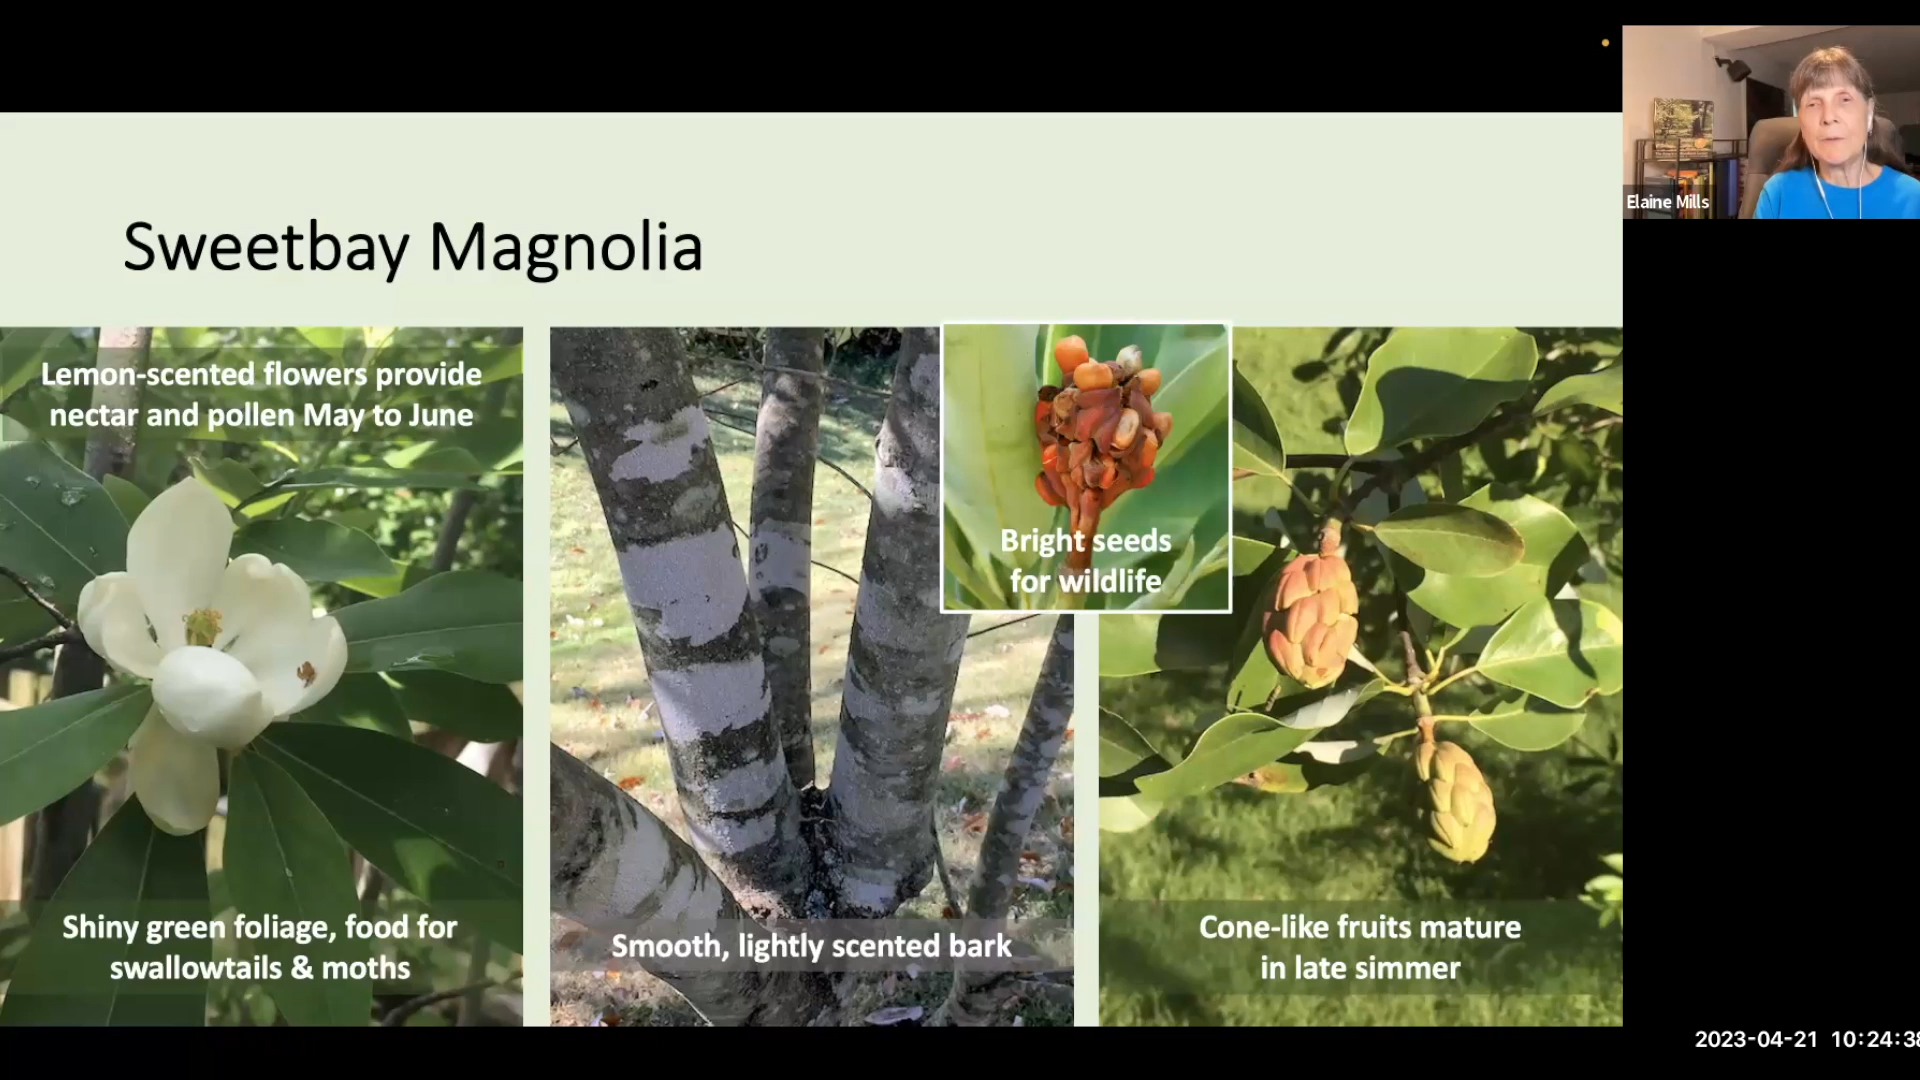 Elaine Mills
Sweetbay Magnolia
Lemon-scented flowers provide
nectar and pollen May to June
Shiny green foliage, food for
swallowtails & moths
Smooth, lightly scented bark
Bright seeds
for wildlife
Cone-like fruits mature
in late simmer
2023-04-21 10:24:38